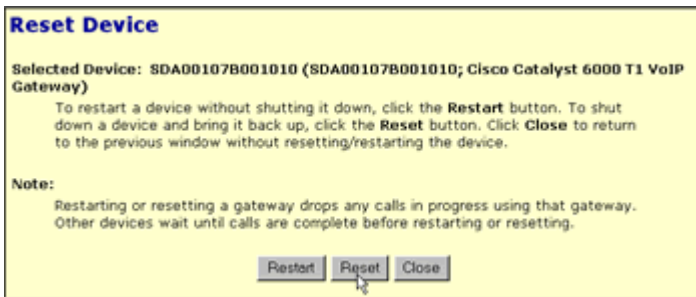 Reset Device
Selected Device: SDA00107B001010 (SDA00107B001010; Cisco Catalyst 6000 T1 VoIP
Gateway)
To restart a device without shutting it down, click the Restart button. To shut
down a device and bring it back up, click the Reset button. Click Close to return
to the previous window without resetting/restarting the device.
Note:
Restarting or resetting a gateway drops any calls in progress using that gateway.
Other devices wait until calls are complete before restarting or resetting.
Restart Reset Close